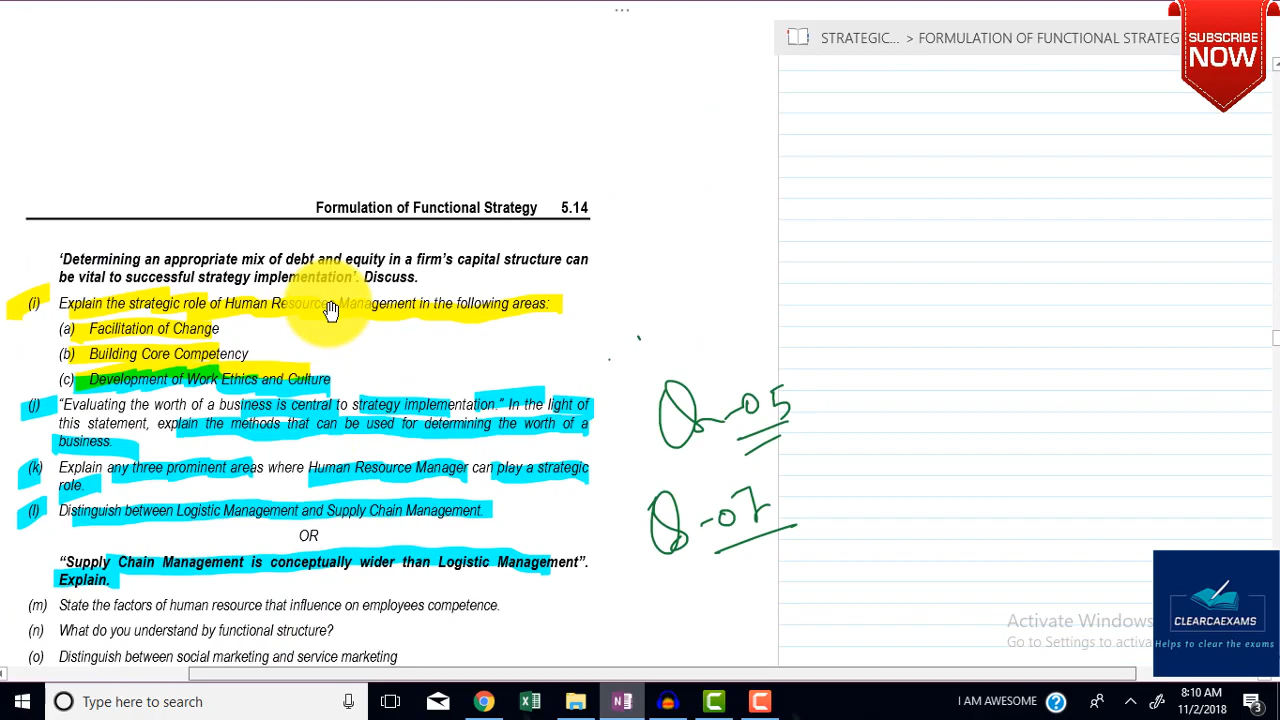 STRATEGIC... > FORMULATION OF FUNCTIONAL STRATEG
SUBSCRIBE
NOW
Formulation of Functional Strategy 5.14
'Determining an appropriate mix of debt and equity in a firm's capital structure can
be vital to successful strategy implementation'. Discuss.
(i) Explain the strategic role of Human Resource Management in the following areas:
(a) Facilitation of Change
(b) Building Core Competency
(c) Development of Work Ethics and Culture
(j) "Evaluating the worth of a business is central to strategy implementation." In the light of
this statement, explain the methods that can be used for determining the worth of a
business.
(k) Explain any three prominent areas where Human Resource Manager can play a strategic
role.
(l) Distinguish between Logistic Management and Supply Chain Management.
OR
"Supply Chain Management is conceptually wider than Logistic Management".
Explain.
(m) State the factors of human resource that influence on employees competence.
(n) What do you understand by functional structure?
(o) Distinguish between social marketing and service marketing
Q-05
Q-07
Activate Windows
Go to Settings to activa
CLEARCAEXAMS
Helps to clear the exams
Type here to search
I AM AWESOME
8:10 AM
11/2/2018
3